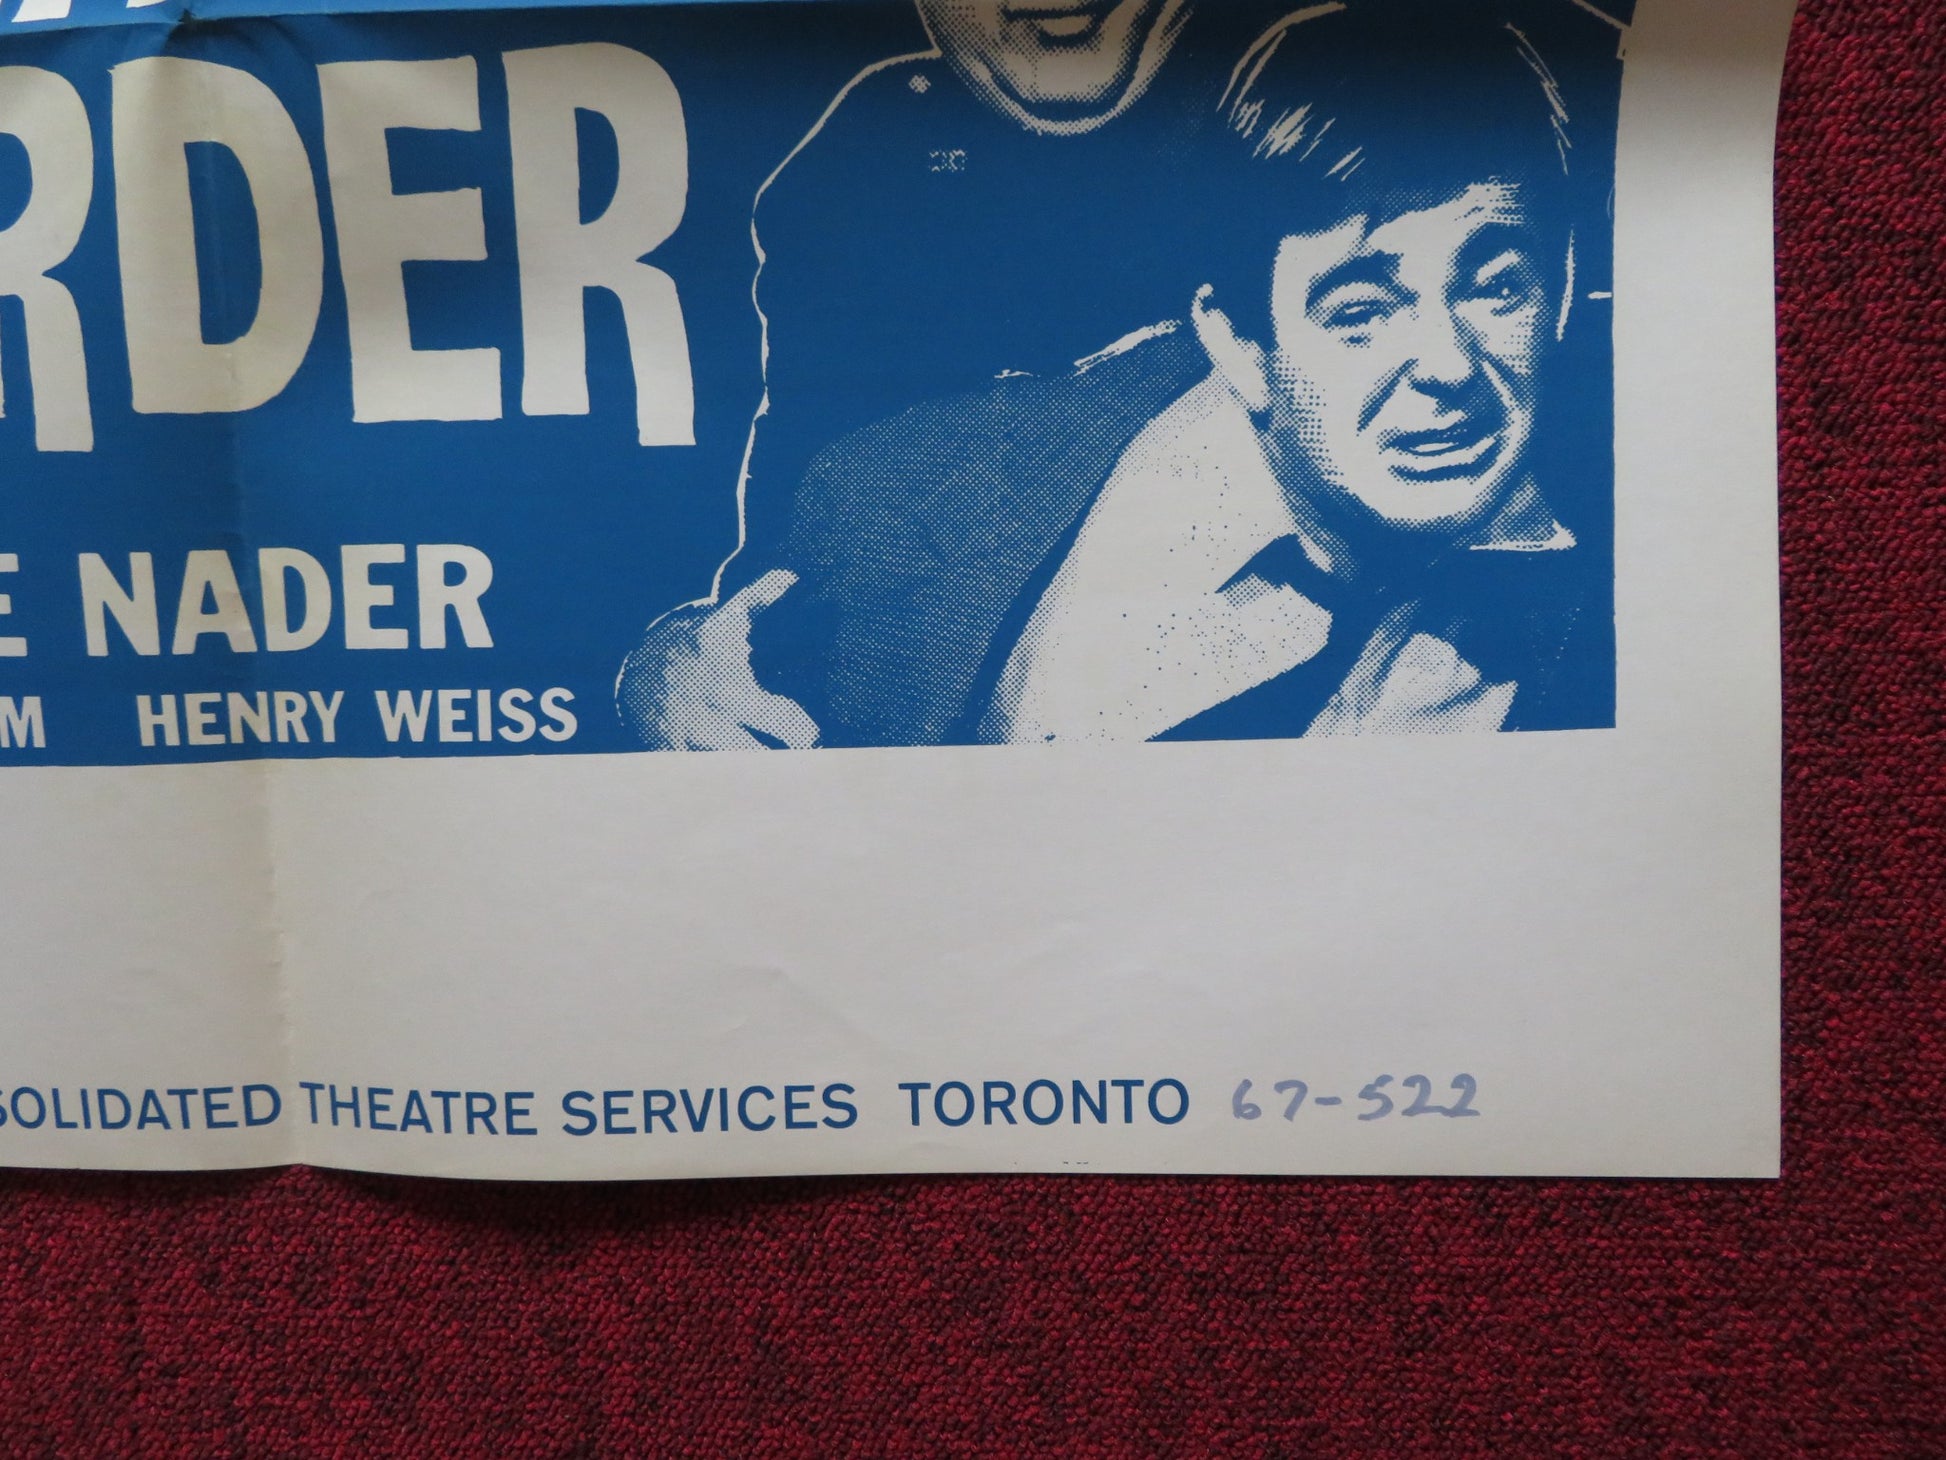 RDER
E NADER
M HENRY WEISS
SOLIDATED THEATRE SERVICES TORONTO 67-522